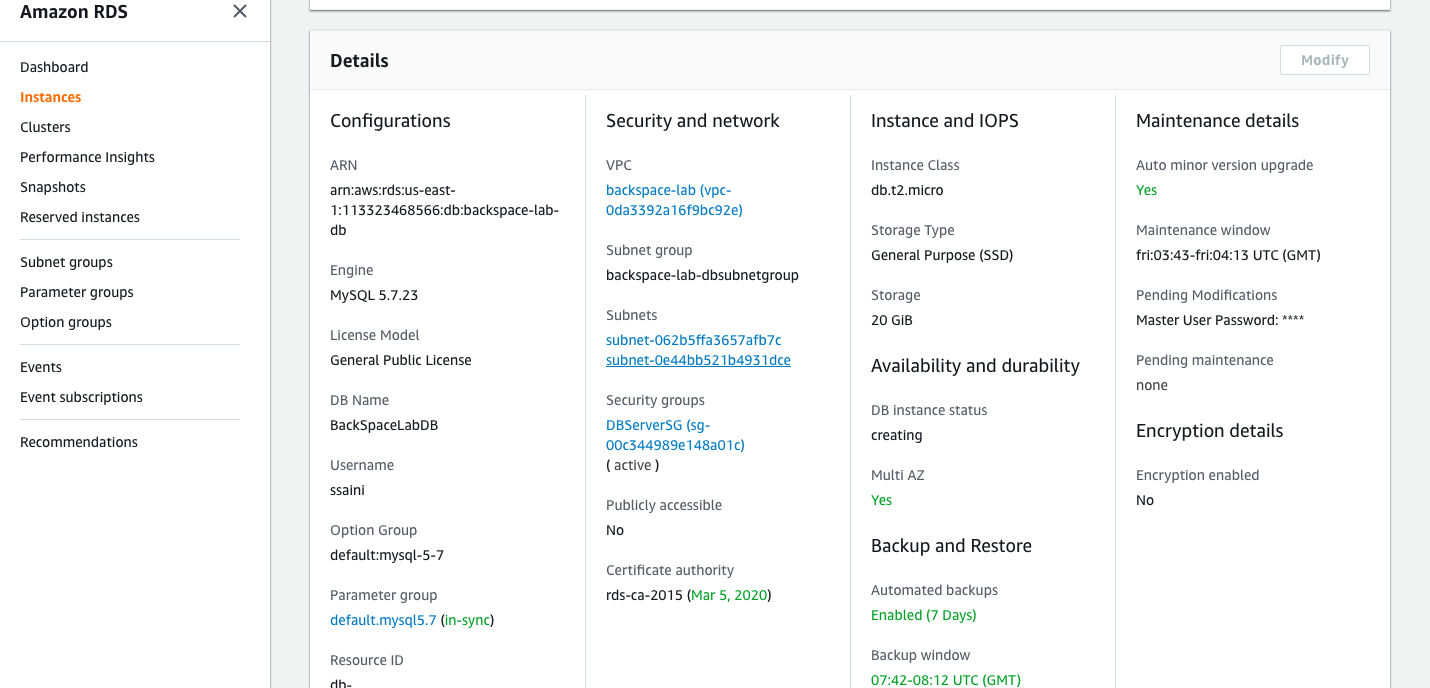 Amazon RDS
Dashboard
Instances
Clusters
Performance Insights
Snapshots
Reserved instances
Subnet groups
Parameter groups
Option groups
Events
Event subscriptions
Recommendations
Details
Modify
Configurations
ARN
arn:aws:rds:us-east-
1:113323468566:db:backspace-lab-
db
Engine
MySQL 5.7.23
License Model
General Public License
DB Name
BackSpaceLabDB
Username
ssaini
Option Group
default:mysql-5-7
Parameter group
default.mysql5.7 (in-sync)
Resource ID
db-
Security and network
VPC
backspace-lab (vpc-
0da3392a16f9bc92e)
Subnet group
backspace-lab-dbsubnetgroup
Subnets
subnet-062b5ffa3657afb7c
subnet-0e44bb521b4931dce
Security groups
DBServerSG (sg-
00c344989e148a01c)
( active )
Publicly accessible
No
Certificate authority
rds-ca-2015 (Mar 5, 2020)
Instance and IOPS
Instance Class
db.t2.micro
Storage Type
General Purpose (SSD)
Storage
20 GiB
Availability and durability
DB instance status
creating
Multi AZ
Yes
Backup and Restore
Automated backups
Enabled (7 Days)
Backup window
07:42-08:12 UTC (GMT)
Maintenance details
Auto minor version upgrade
Yes
Maintenance window
fri:03:43-fri:04:13 UTC (GMT)
Pending Modifications
Master User Password: ****
Pending maintenance
none
Encryption details
Encryption enabled
No